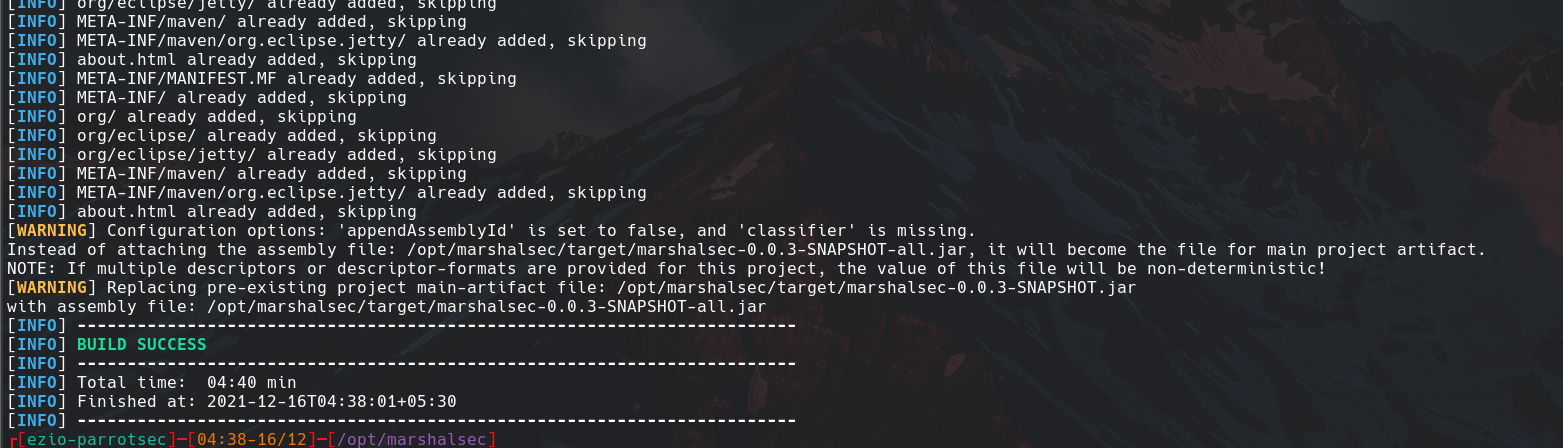 [INFO] org/eclipse/jetty/ already added, skipping
[INFO] META-INF/maven/ already added, skipping
[INFO] META-INF/maven/org.eclipse.jetty/ already added, skipping
[INFO] about.html already added, skipping
[INFO] META-INF/MANIFEST.MF already added, skipping
[INFO] META-INF/ already added, skipping
[INFO] org/ already added, skipping
[INFO] org/eclipse/ already added, skipping
[INFO] org/eclipse/jetty/ already added, skipping
[INFO] META-INF/maven/ already added, skipping
[INFO] META-INF/maven/org.eclipse.jetty/ already added, skipping
[INFO] about.html already added, skipping
[WARNING] Configuration options: 'appendAssemblyId' is set to false, and 'classifier' is missing.
Instead of attaching the assembly file: /opt/marshalsec/target/marshalsec-0.0.3-SNAPSHOT-all.jar, it will become the file for main project artifact.
NOTE: If multiple descriptors or descriptor-formats are provided for this project, the value of this file will be non-deterministic!
[WARNING] Replacing pre-existing project main-artifact file: /opt/marshalsec/target/marshalsec-0.0.3-SNAPSHOT.jar
with assembly file: /opt/marshalsec/target/marshalsec-0.0.3-SNAPSHOT-all.jar
[INFO] ------------------------------------------------------------------------
[INFO] BUILD SUCCESS
[INFO] ------------------------------------------------------------------------
[INFO] Total time:  04:40 min
[INFO] Finished at: 2021-12-16T04:38:01+05:30
[INFO] ------------------------------------------------------------------------
┌[ezio-parrotsec]─[04:38-16/12]─[/opt/marshalsec]